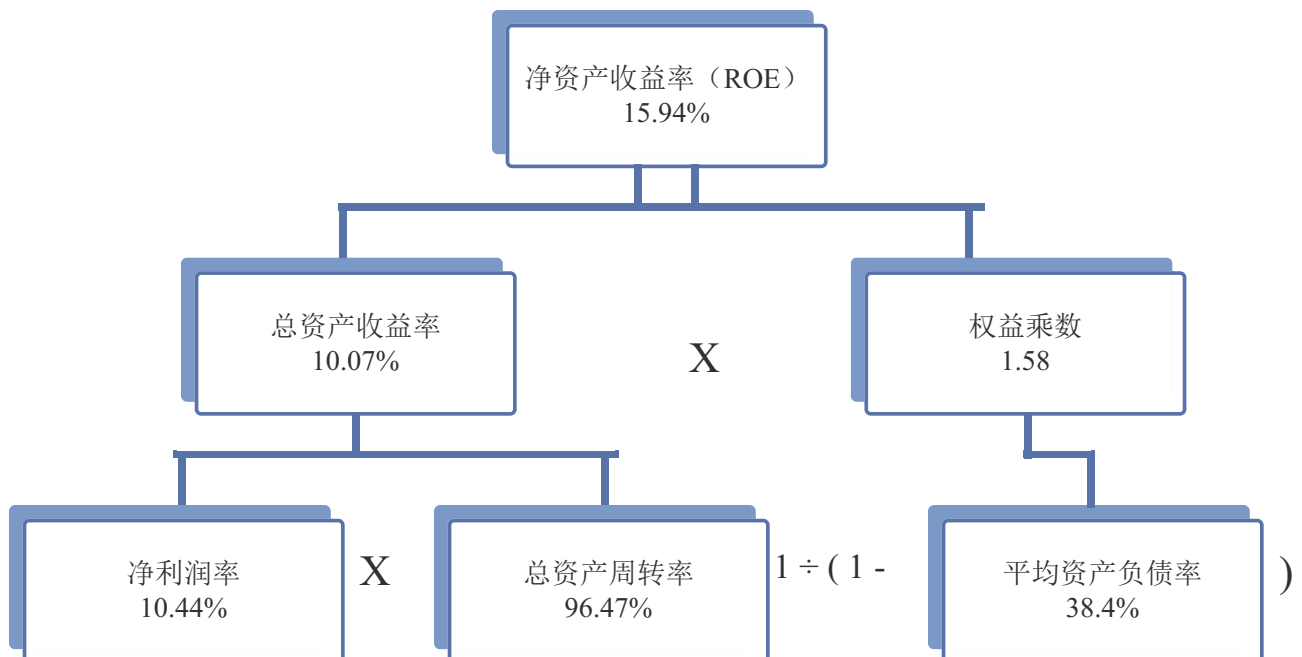 净资产收益率（ROE）
15.94%
总资产收益率
10.07%
X
权益乘数
1.58
净利润率
10.44%
X
总资产周转率
96.47%
1 ÷ ( 1 -
平均资产负债率
38.4%
)